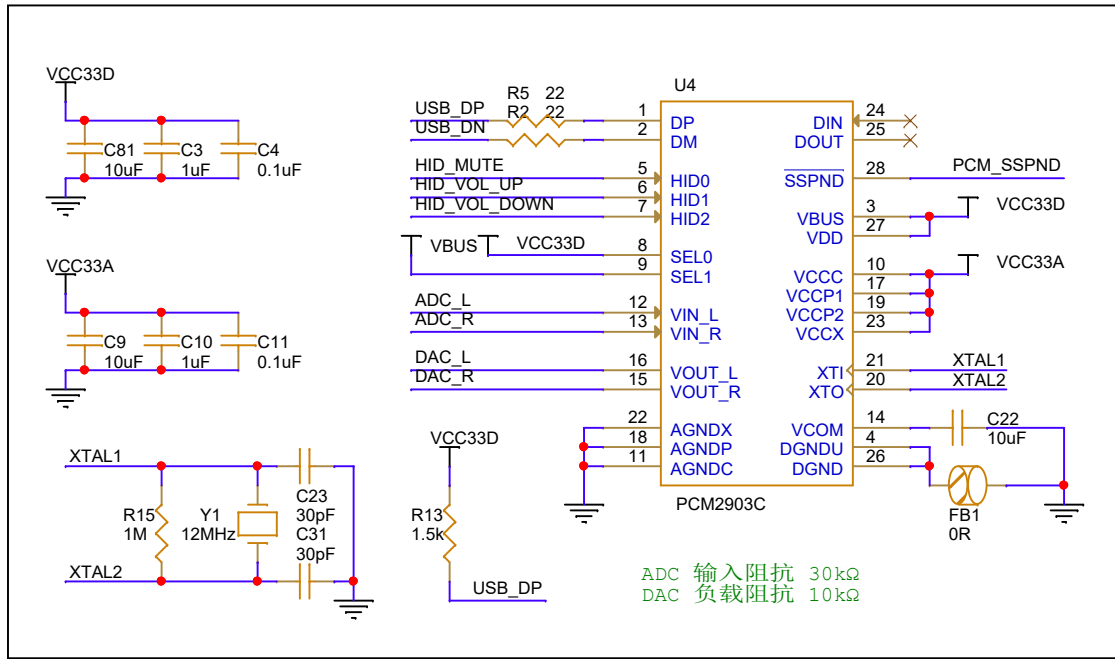 VCC33D
C81
10uF
C3
1uF
C4
0.1uF
VCC33A
C9
10uF
C10
1uF
C11
0.1uF
XTAL1
XTAL2
R15
1M
Y1
12MHz
C23
30pF
C31
30pF
VCC33D
R13
1.5k
USB_DP
USB_DP
USB_DN
R5 22
R2 22
HID_MUTE
HID_VOL_UP
HID_VOL_DOWN
VBUS
VCC33D
ADC_L
ADC_R
DAC_L
DAC_R
U4
1 DP
2 DM
5 HID0
6 HID1
7 HID2
8 SEL0
9 SEL1
12 VIN_L
13 VIN_R
16 VOUT_L
15 VOUT_R
22 AGNDX
18 AGNDP
11 AGNDC
DIN 24
DOUT 25
SSPND 28
VBUS 3
VDD 27
VCCC 10
VCCP1 17
VCCP2 19
VCCX 23
XTI 21
XTO 20
VCOM 14
DGNDU 4
DGND 26
PCM2903C
PCM_SSPND
VCC33D
VCC33A
XTAL1
XTAL2
C22
10uF
FB1
0R
ADC 输入阻抗 30kΩ
DAC 负载阻抗 10kΩ